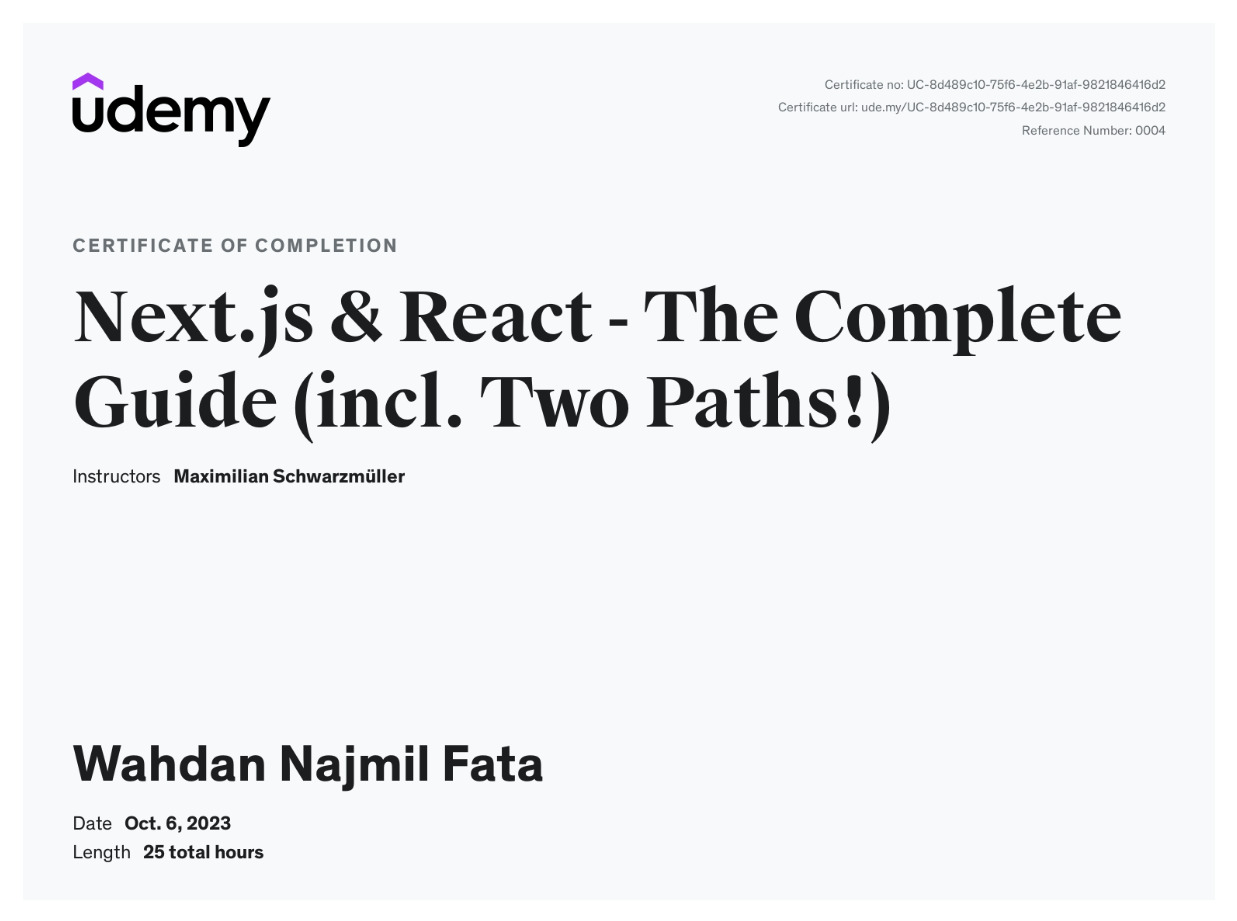 udemy
Certificate no: UC-8d489c10-75f6-4e2b-91af-9821846416d2
Certificate url: ude.my/UC-8d489c10-75f6-4e2b-91af-9821846416d2
Reference Number: 0004
CERTIFICATE OF COMPLETION
Next.js & React - The Complete
Guide (incl. Two Paths!)
Instructors Maximilian Schwarzmüller
Wahdan Najmil Fata
Date Oct. 6, 2023
Length 25 total hours